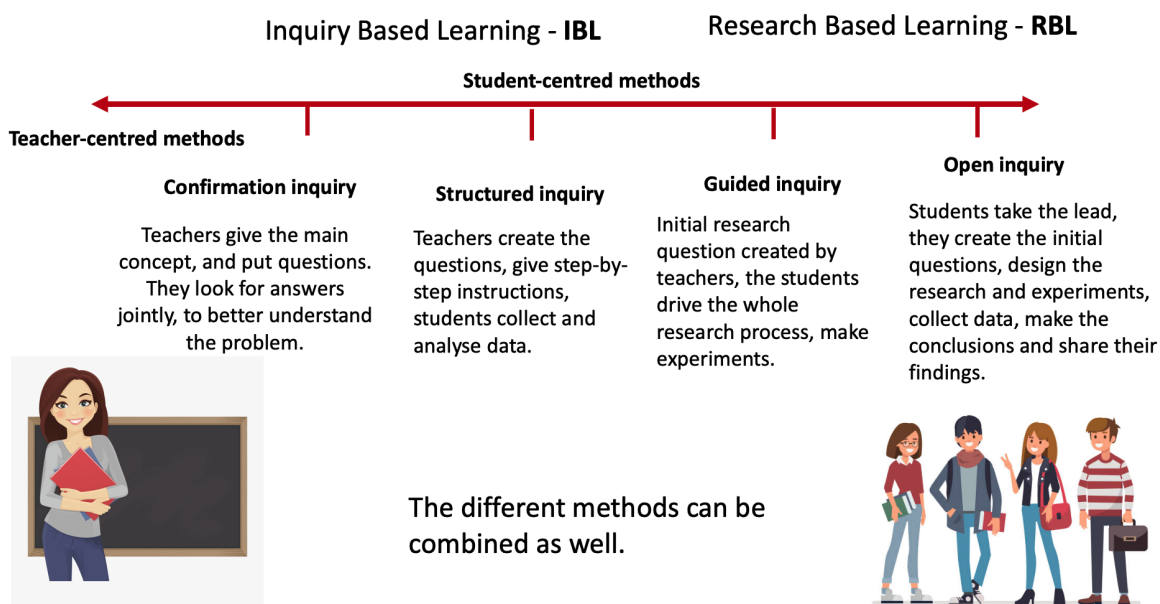 Inquiry Based Learning - IBL
Research Based Learning - RBL
Student-centred methods
Teacher-centred methods
Confirmation inquiry
Teachers give the main
concept, and put questions.
They look for answers
jointly, to better understand
the problem.
Structured inquiry
Teachers create the
questions, give step-by-
step instructions,
students collect and
analyse data.
Guided inquiry
Initial research
question created by
teachers, the students
drive the whole
research process, make
experiments.
Open inquiry
Students take the lead,
they create the initial
questions, design the
research and experiments,
collect data, make the
conclusions and share their
findings.
The different methods can be
combined as well.